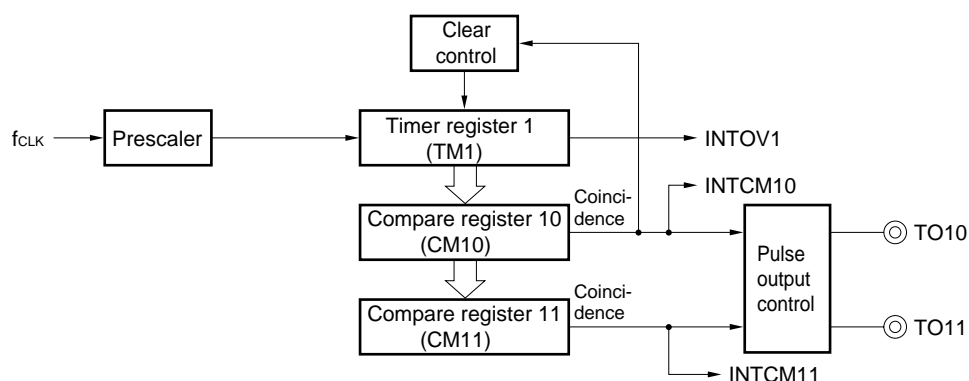 Clear
control
fCLK
Prescaler
Timer register 1
(TM1)
INTOV1
INTCM10
Compare register 10
(CM10)
Coinci-
dence
Pulse
output
control
TO10
Compare register 11
(CM11)
Coinci-
dence
TO11
INTCM11